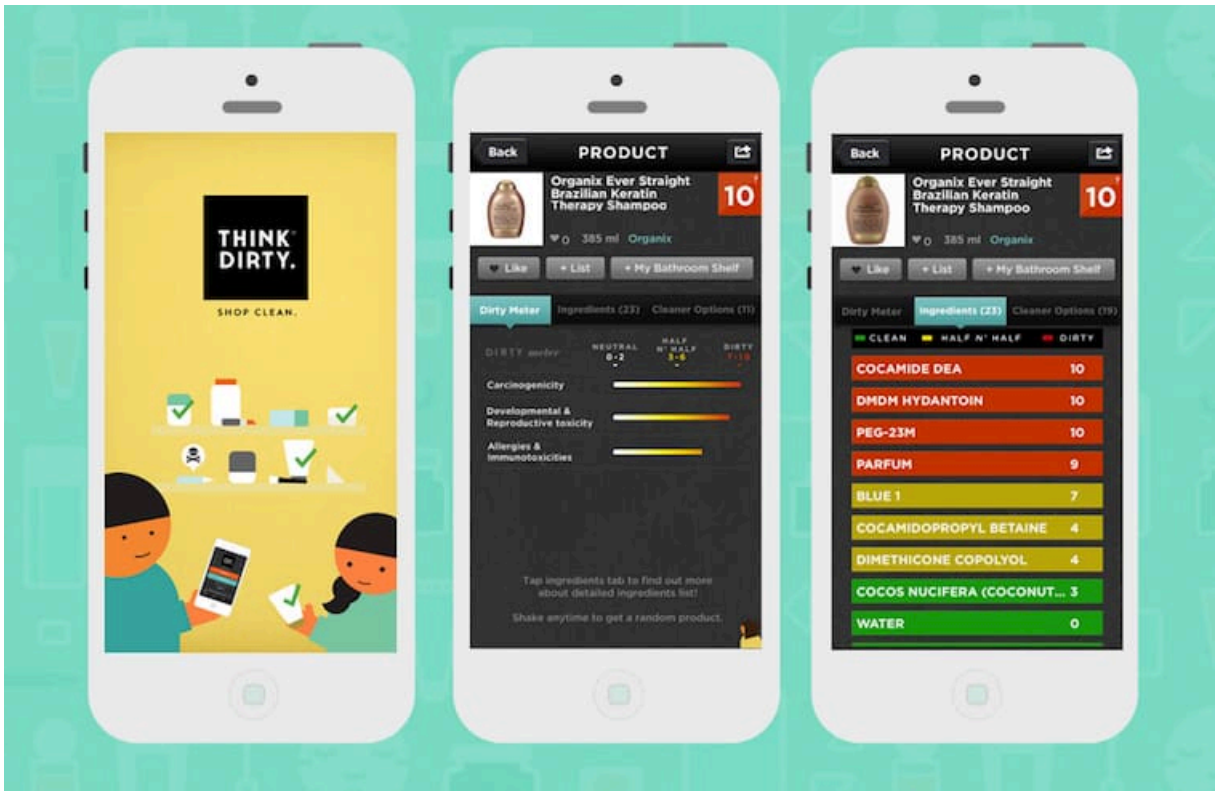 THINK
DIRTY.
SHOP CLEAN.
Back
PRODUCT
Organix Ever Straight
Brazilian Keratin
Therapy Shampoo
10
0 385 ml Organix
Like
+ List
+ My Bathroom Shelf
Dirty Meter
Ingredients (23)
Cleaner Options (11)
DIRTY meter
NEUTRAL
0-2
HALF
N' HALF
3-6
DIRTY
7-10
Carcinogenicity
Developmental &
Reproductive toxicity
Allergies &
Immunotoxicities
Tap ingredients tab to find out more
about detailed ingredients list!
Shake anytime to get a random product.
Back
PRODUCT
Organix Ever Straight
Brazilian Keratin
Therapy Shampoo
10
0 385 ml Organix
Like
+ List
+ My Bathroom Shelf
Dirty Meter
Ingredients (23)
Cleaner Options (19)
CLEAN
HALF N' HALF
DIRTY
COCAMIDE DEA 10
DMDM HYDANTOIN 10
PEG-23M 10
PARFUM 9
BLUE 1 7
COCAMIDOPROPYL BETAINE 4
DIMETHICONE COPOLYOL 4
COCOS NUCIFERA (COCONUT... 3
WATER 0